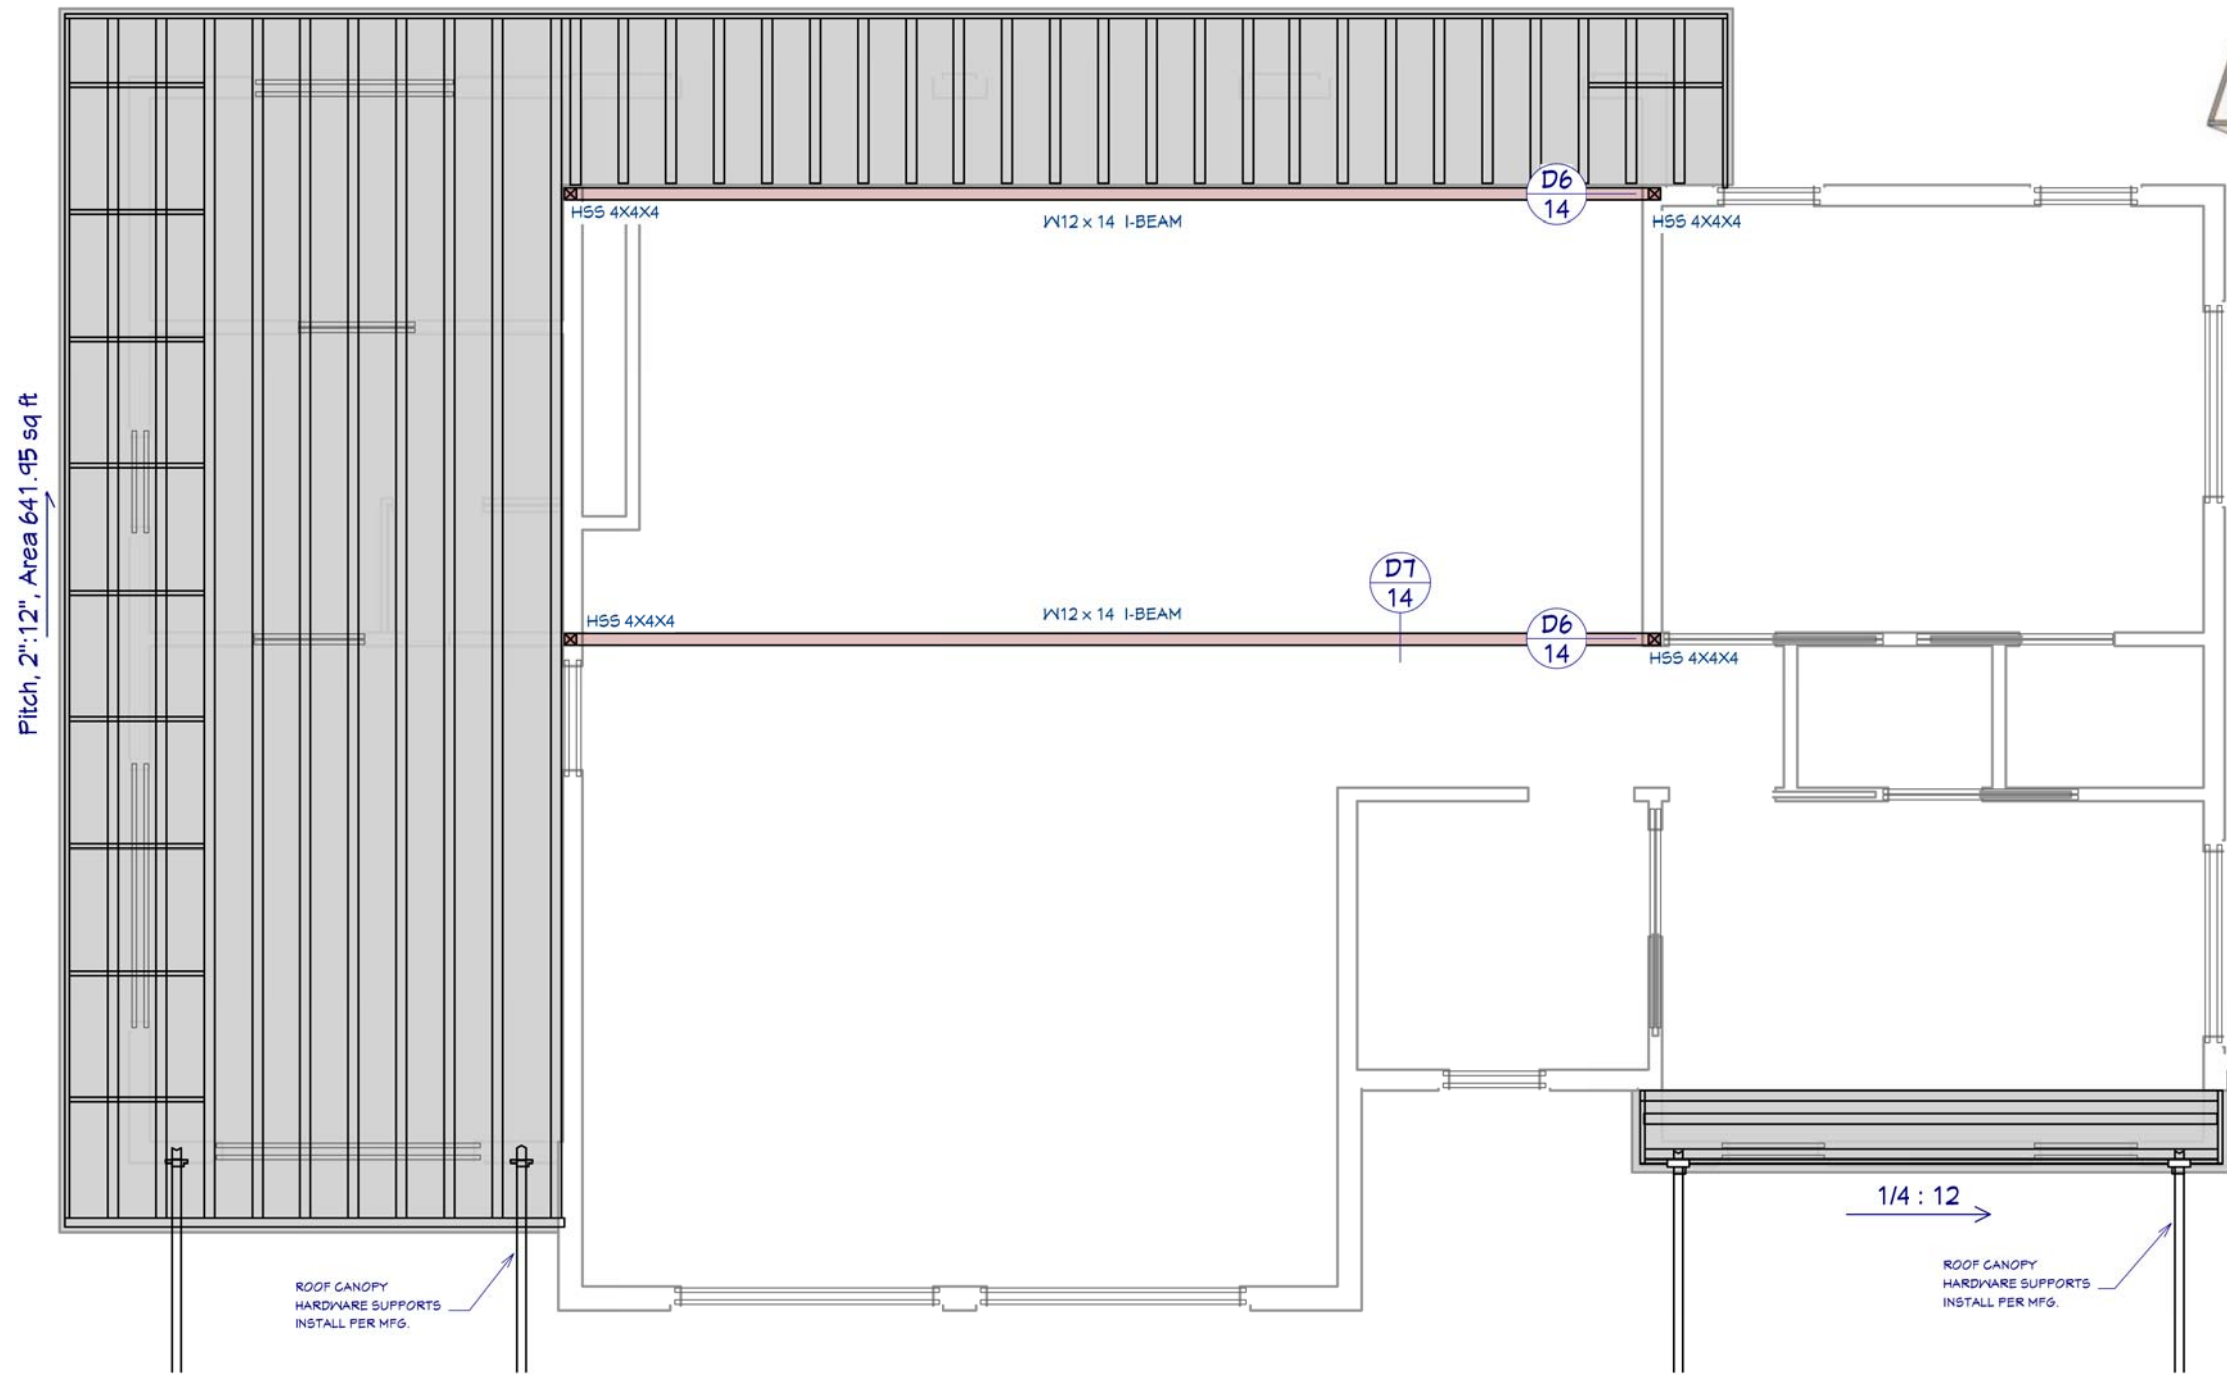 D6
14
HSS 4X4X4
W12 x 14 I-BEAM
HSS 4X4X4
Pitch, 2":12", Area 641.95 sq ft
D7
14
HSS 4X4X4
W12 x 14 I-BEAM
D6
14
HSS 4X4X4
1/4 : 12
ROOF CANOPY
HARDWARE SUPPORTS
INSTALL PER MFG.
ROOF CANOPY
HARDWARE SUPPORTS
INSTALL PER MFG.